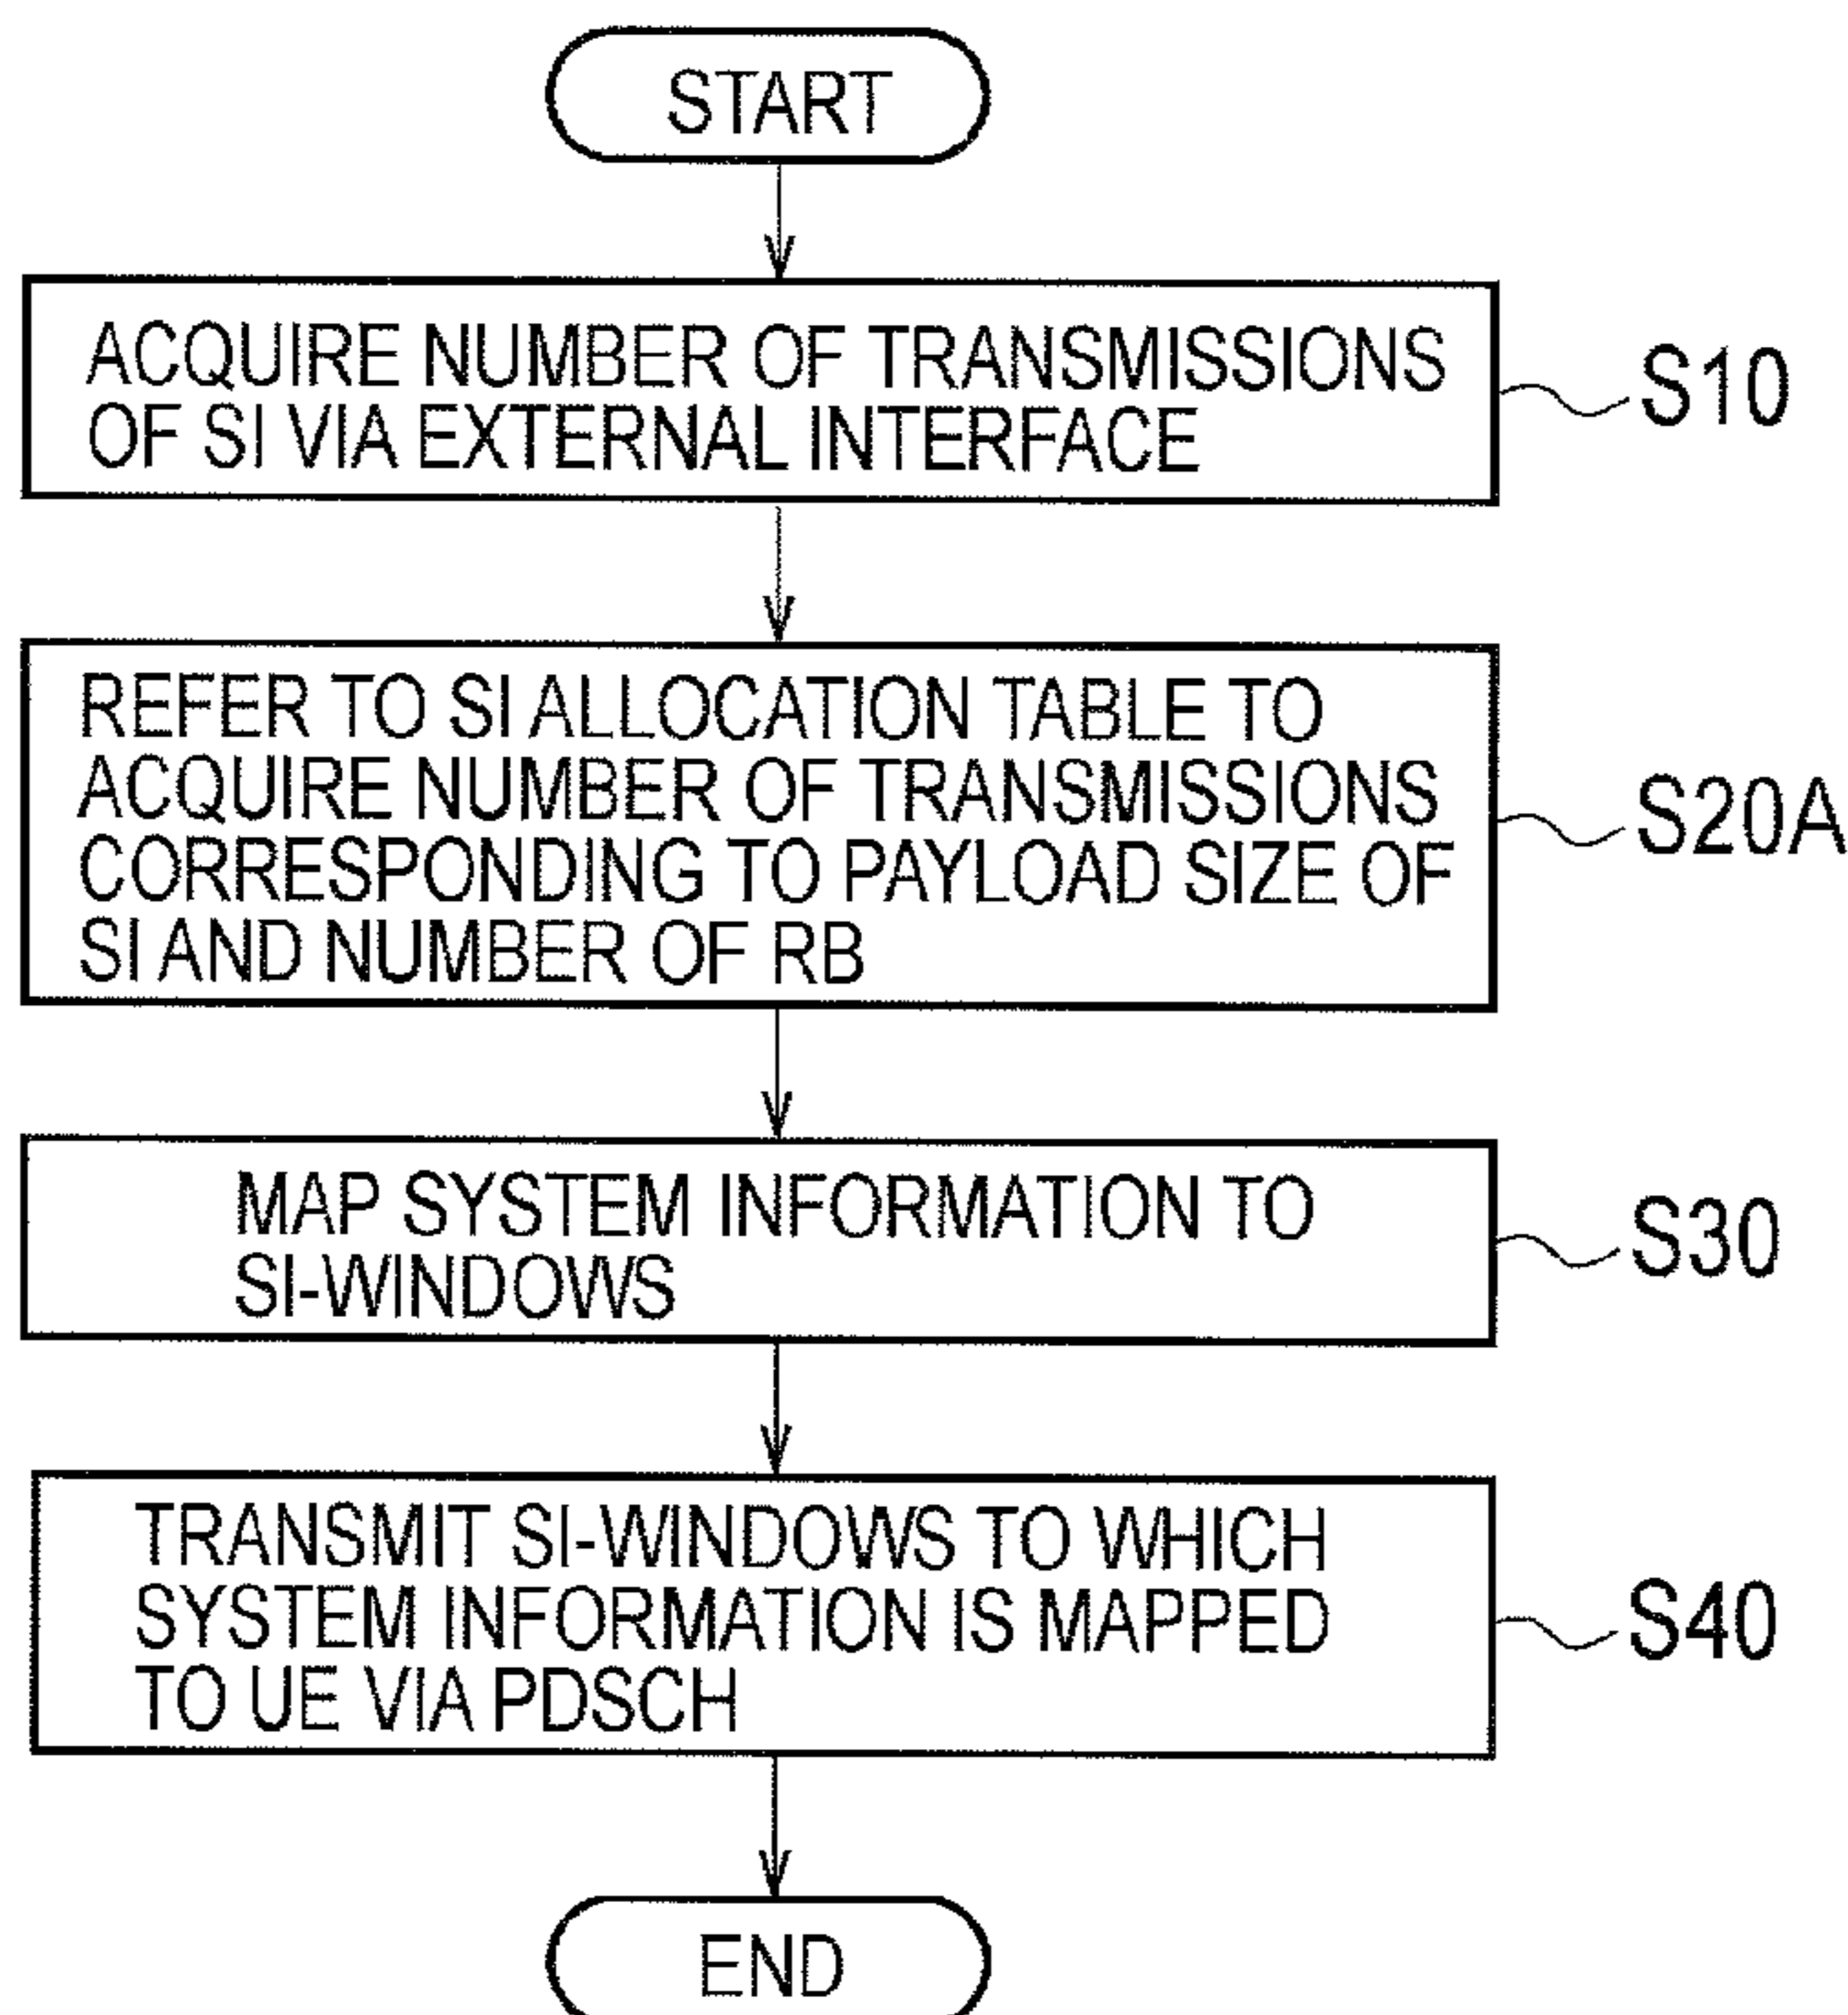 START
ACQUIRE NUMBER OF TRANSMISSIONS
OF SI VIA EXTERNAL INTERFACE
S10
REFER TO SI ALLOCATION TABLE TO
ACQUIRE NUMBER OF TRANSMISSIONS
CORRESPONDING TO PAYLOAD SIZE OF
SI AND NUMBER OF RB
S20A
MAP SYSTEM INFORMATION TO
SI-WINDOWS
S30
TRANSMIT SI-WINDOWS TO WHICH
SYSTEM INFORMATION IS MAPPED
TO UE VIA PDSCH
S40
END